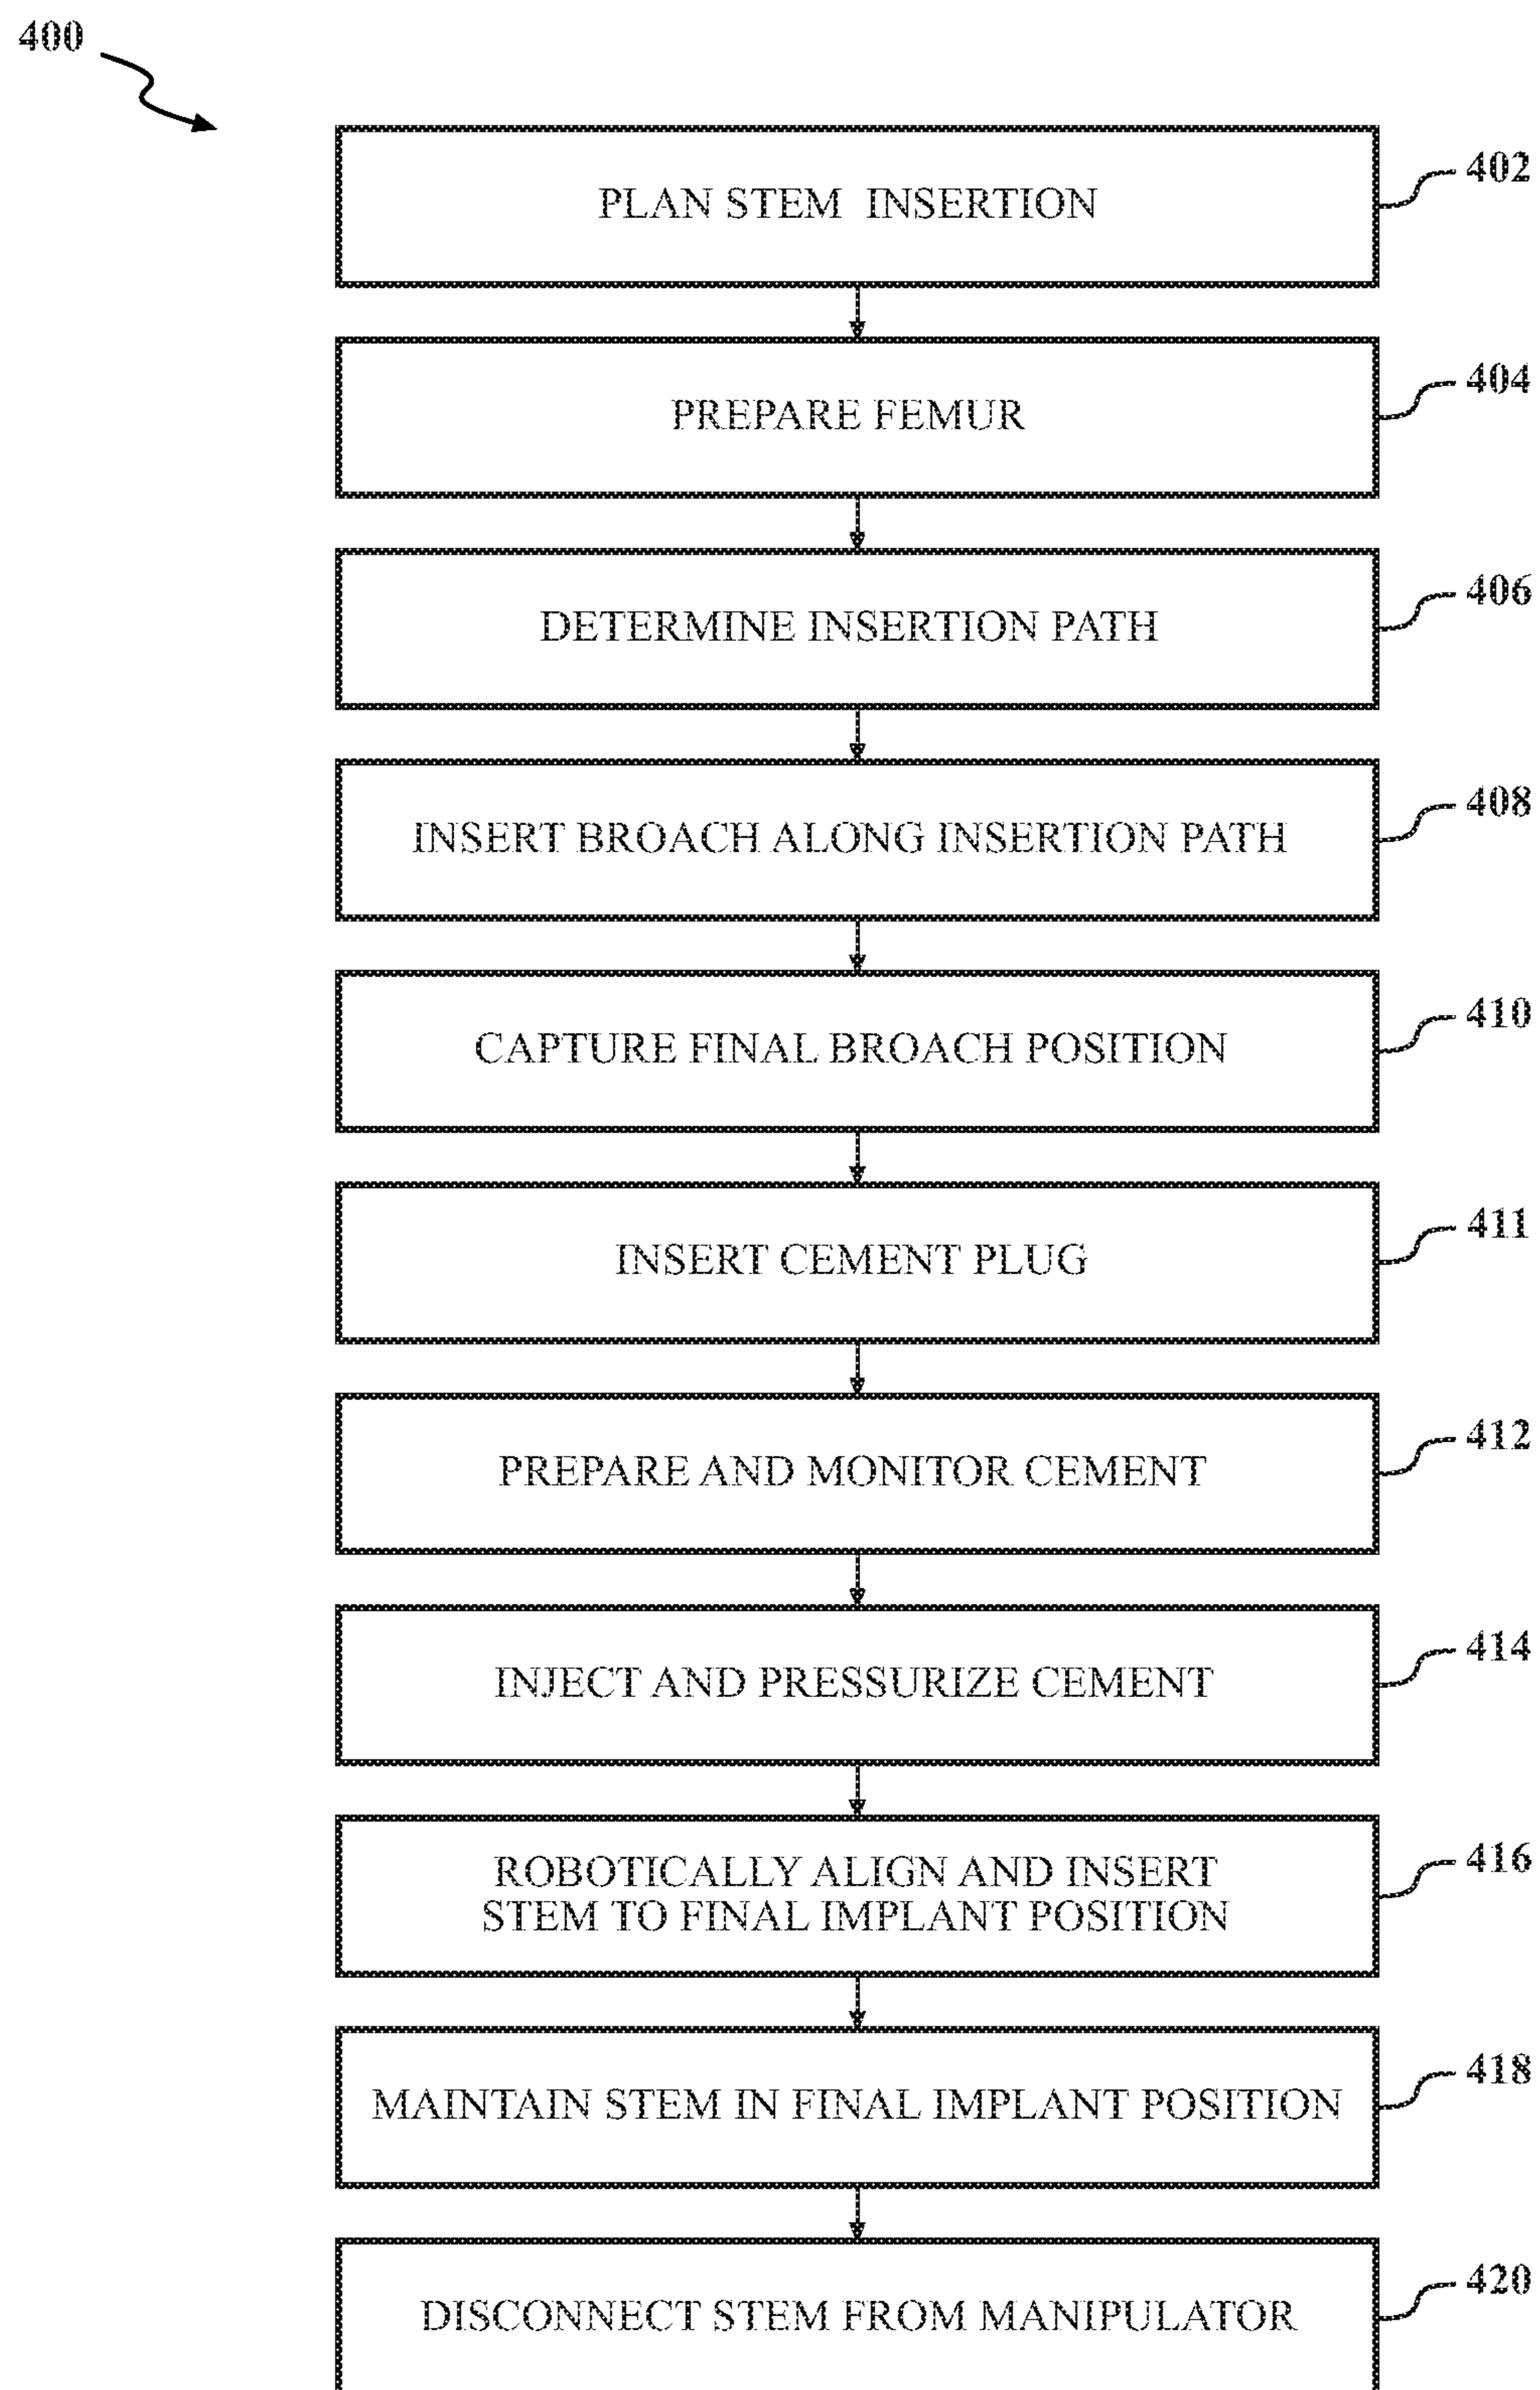 400
PLAN STEM INSERTION
402
PREPARE FEMUR
404
DETERMINE INSERTION PATH
406
INSERT BROACH ALONG INSERTION PATH
408
CAPTURE FINAL BROACH POSITION
410
INSERT CEMENT PLUG
411
PREPARE AND MONITOR CEMENT
412
INJECT AND PRESSURIZE CEMENT
414
ROBOTICALLY ALIGN AND INSERT
STEM TO FINAL IMPLANT POSITION
416
MAINTAIN STEM IN FINAL IMPLANT POSITION
418
DISCONNECT STEM FROM MANIPULATOR
420